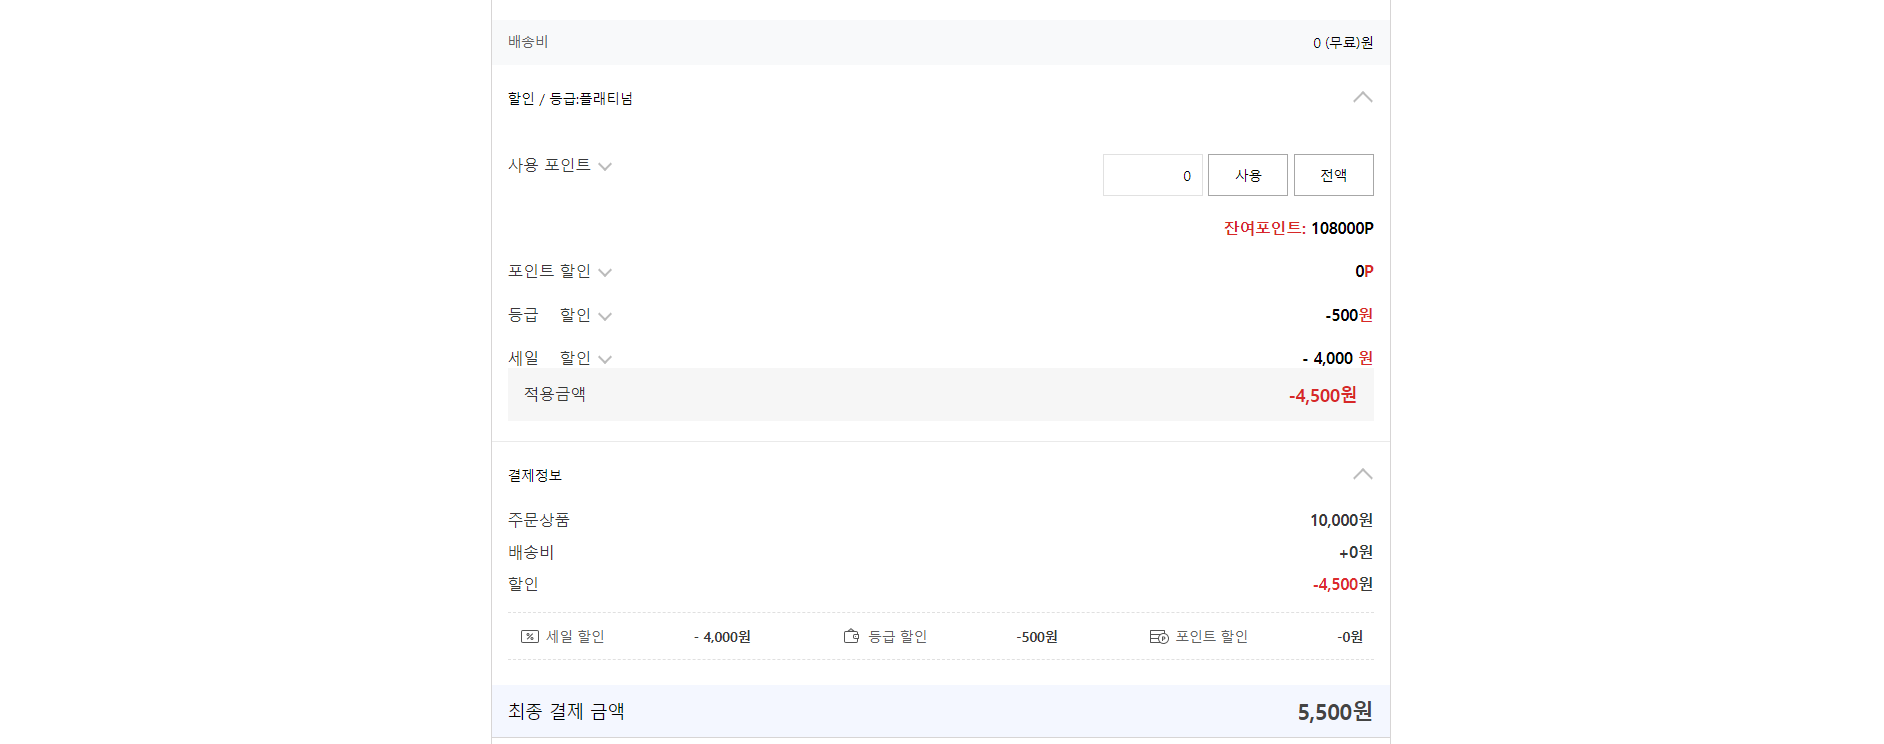 배송비 0 (무료)원
할인 / 등급:플래티넘
사용 포인트 0 사용 전액
잔여포인트: 108000P
포인트 할인 0P
등급 할인 -500원
세일 할인 - 4,000 원
적용금액 -4,500원
결제정보
주문상품 10,000원
배송비 +0원
할인 -4,500원
세일 할인 - 4,000원 등급 할인 -500원 포인트 할인 -0원
최종 결제 금액 5,500원